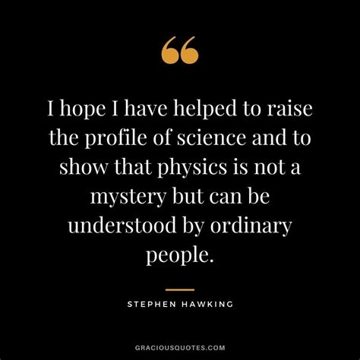 I hope I have helped to raise
the profile of science and to
show that physics is not a
mystery but can be
understood by ordinary
people.
STEPHEN HAWKING
GRACIOUSQUOTES.COM